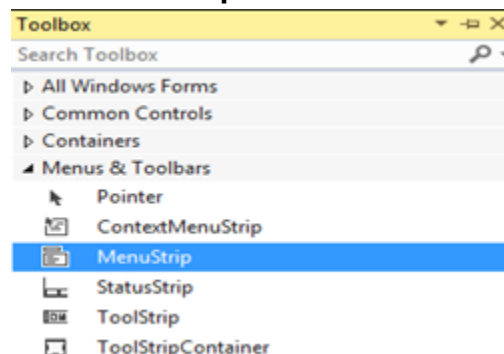 Toolbox
Search Toolbox
All Windows Forms
Common Controls
Containers
Menus & Toolbars
Pointer
ContextMenuStrip
MenuStrip
StatusStrip
ToolStrip
ToolStripContainer